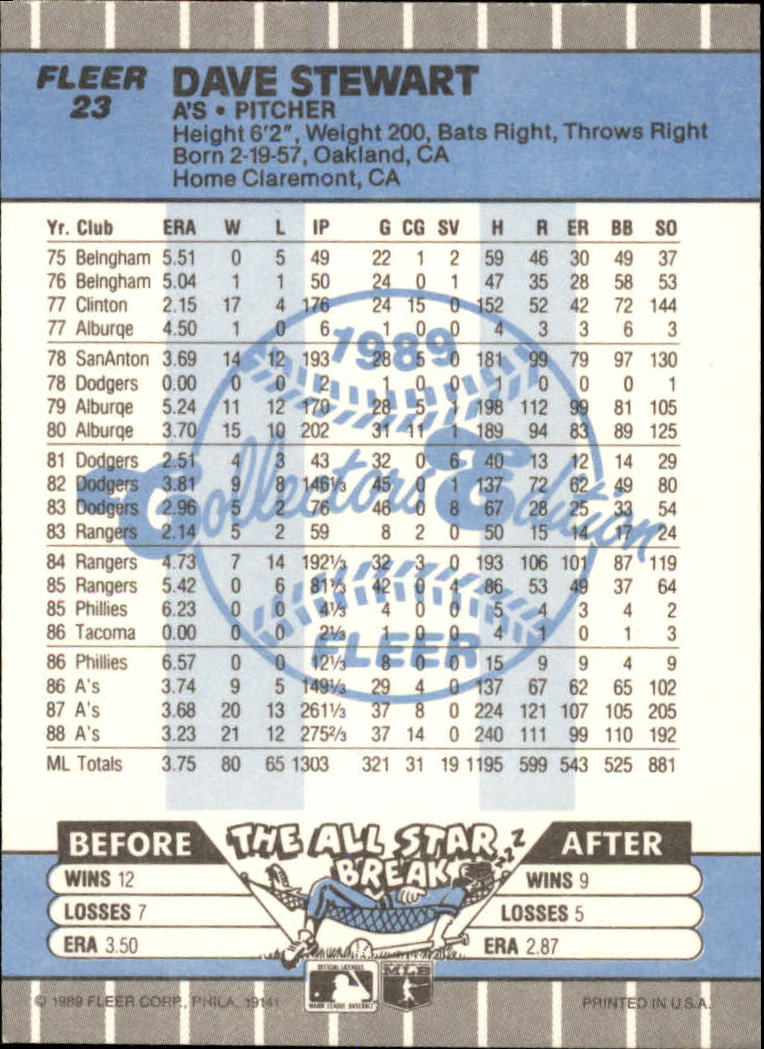 FLEER DAVE STEWART
23 A'S • PITCHER
Height 6'2", Weight 200, Bats Right, Throws Right
Born 2-19-57, Oakland, CA
Home Claremont, CA
Yr. Club ERA W L IP G CG SV H R ER BB SO
75 Belngham 5.51 0 5 49 22 1 2 59 46 30 49 37
76 Belngham 5.04 1 1 50 24 0 1 47 35 28 58 53
77 Clinton 2.15 17 4 176 24 15 0 152 52 42 72 144
77 Alburqe 4.50 1 0 6 1 0 0 4 3 3 6 3
78 SanAnton 3.69 14 12 193 28 5 0 181 99 79 97 130
78 Dodgers 0.00 0 0 2 1 0 0 1 0 0 0 1
79 Alburqe 5.24 11 12 170 28 5 1 198 112 99 81 105
80 Alburqe 3.70 15 10 202 31 11 1 189 94 83 89 125
81 Dodgers 2.51 4 3 43 32 0 6 40 13 12 14 29
82 Dodgers 3.81 9 8 146⅓ 45 0 1 137 72 62 49 80
83 Dodgers 2.96 5 2 76 46 0 8 67 28 25 33 54
83 Rangers 2.14 5 2 59 8 2 0 50 15 14 17 24
84 Rangers 4.73 7 14 192⅓ 32 3 0 193 106 101 87 119
85 Rangers 5.42 0 6 81⅓ 42 0 4 86 53 49 37 64
85 Phillies 6.23 0 0 4⅓ 4 0 0 5 4 3 4 2
86 Tacoma 0.00 0 0 2⅓ 1 0 0 4 1 0 1 3
86 Phillies 6.57 0 0 12⅓ 8 0 0 15 9 9 4 9
86 A's 3.74 9 5 149⅓ 29 4 0 137 67 62 65 102
87 A's 3.68 20 13 261⅓ 37 8 0 224 121 107 105 205
88 A's 3.23 21 12 275⅔ 37 14 0 240 111 99 110 192
ML Totals 3.75 80 65 1303 321 31 19 1195 599 543 525 881
1989
Collectors Edition
FLEER
BEFORE THE ALL STAR BREAK ZZZ AFTER
WINS 12 WINS 9
LOSSES 7 LOSSES 5
ERA 3.50 ERA 2.87
OFFICIAL LICENSEE
MAJOR LEAGUE BASEBALL
MLB
© 1989 FLEER CORP., PHILA. 19141 PRINTED IN U.S.A.